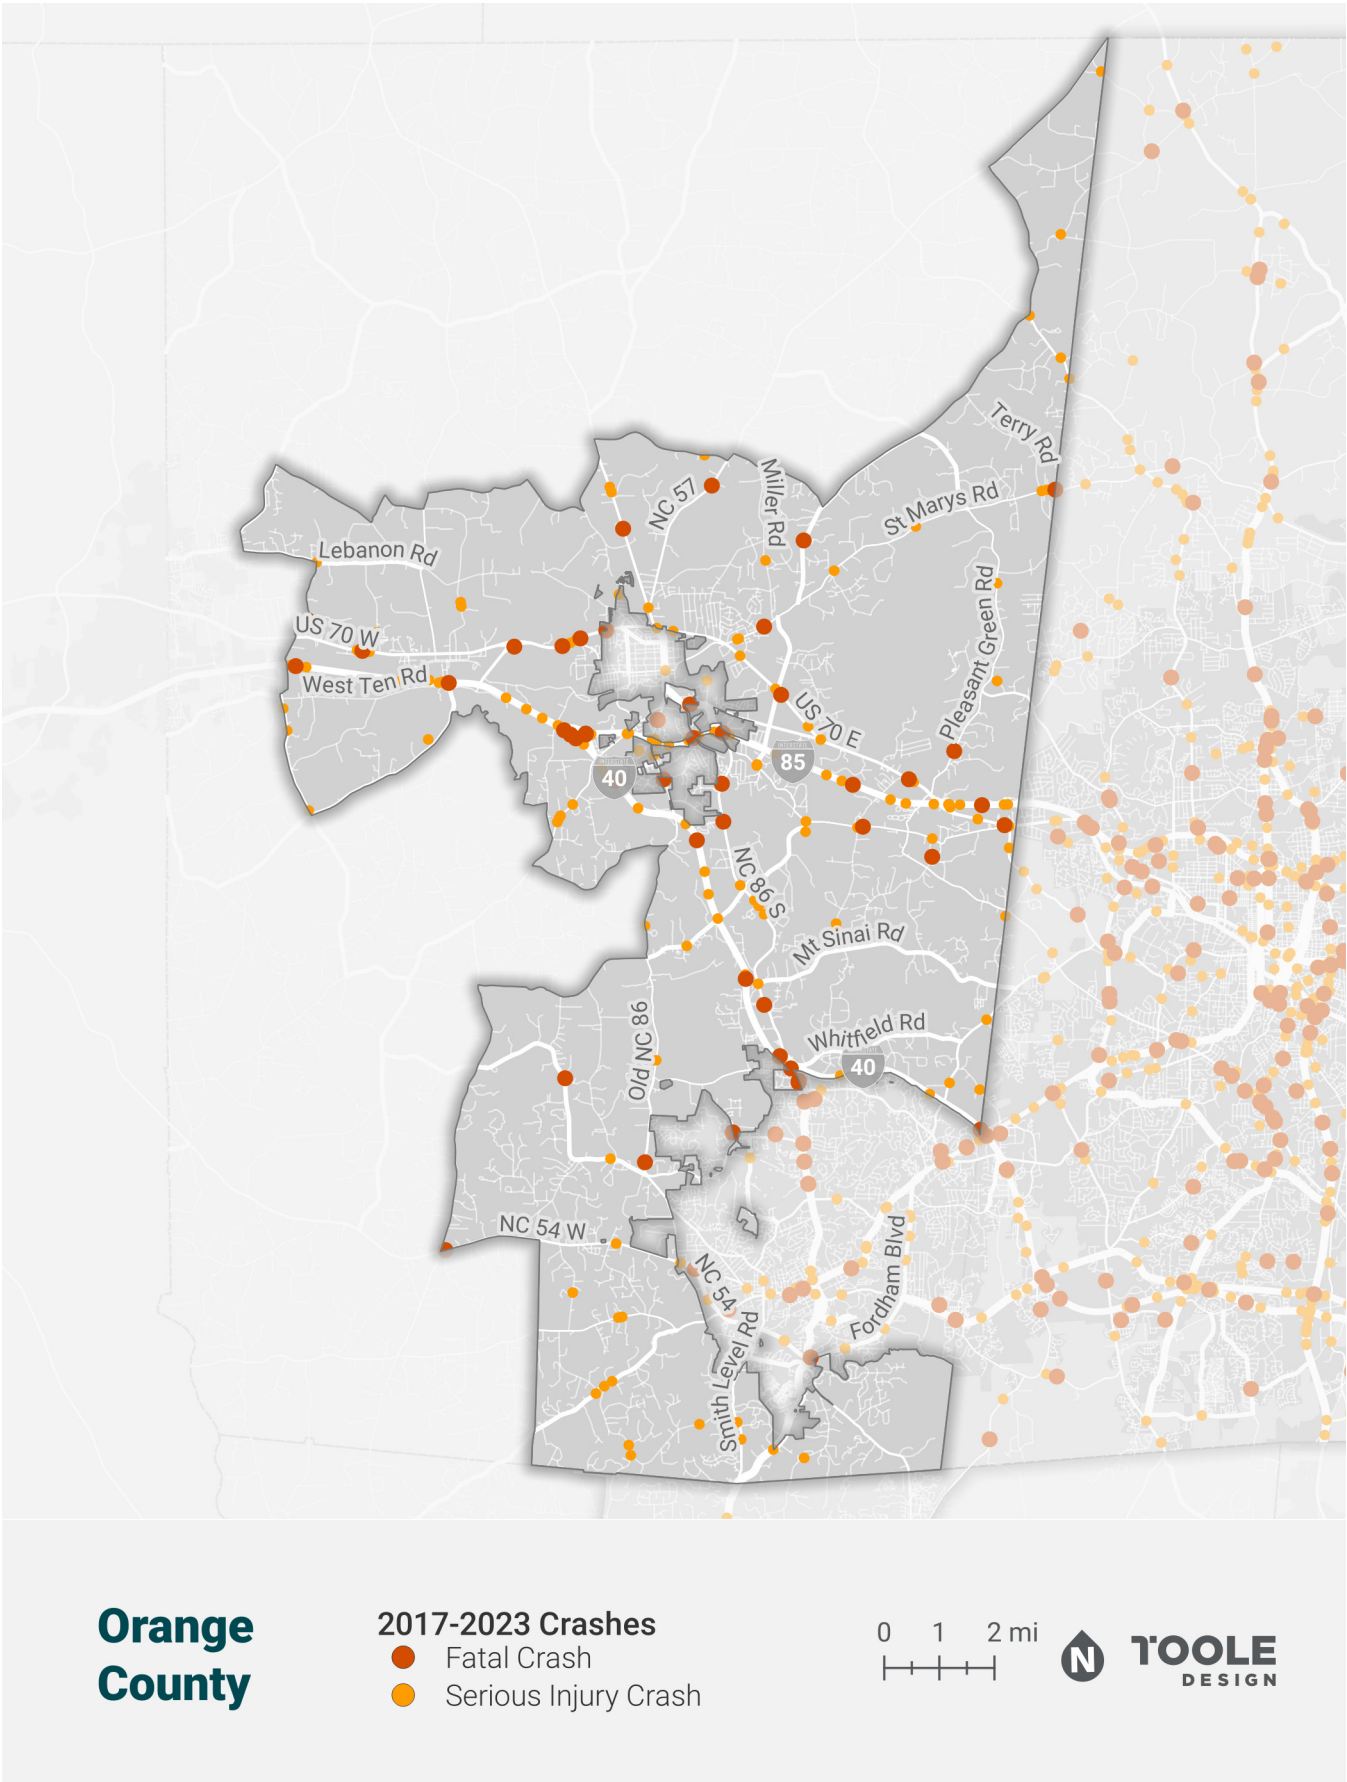 Terry Rd
NC 57
Miller Rd
St Marys Rd
Lebanon Rd
Pleasant Green Rd
US 70 W
West Ten Rd
US 70 E
INTERSTATE
85
INTERSTATE
40
NC 86 S
Mt Sinai Rd
Old NC 86
Whitfield Rd
INTERSTATE
40
NC 54 W
NC 54
Fordham Blvd
Smith Level Rd
Orange
County
2017-2023 Crashes
Fatal Crash
Serious Injury Crash
0 1 2 mi
N
TOOLE
DESIGN